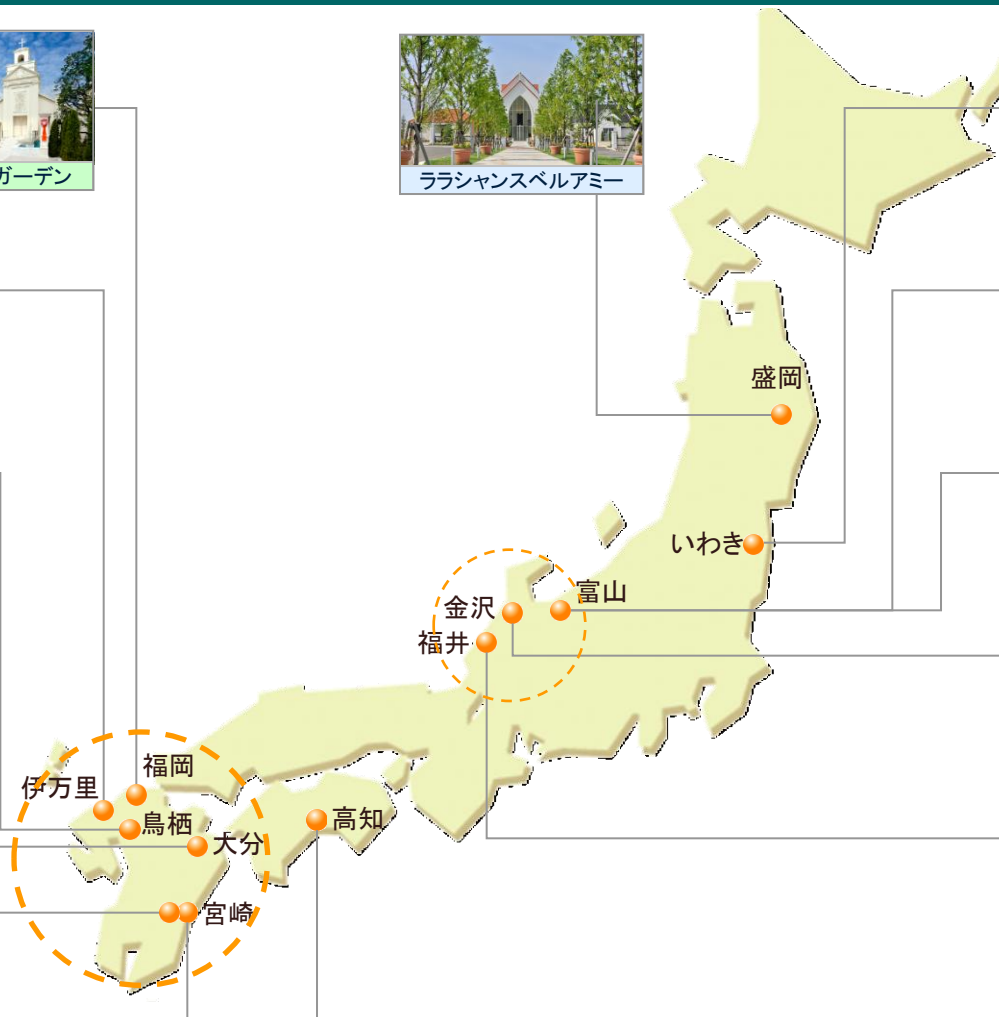 ガーデン
ララシャンスベルアミー
盛岡
いわき
富山
金沢
福井
福岡
伊万里
鳥栖
高知
大分
宮崎